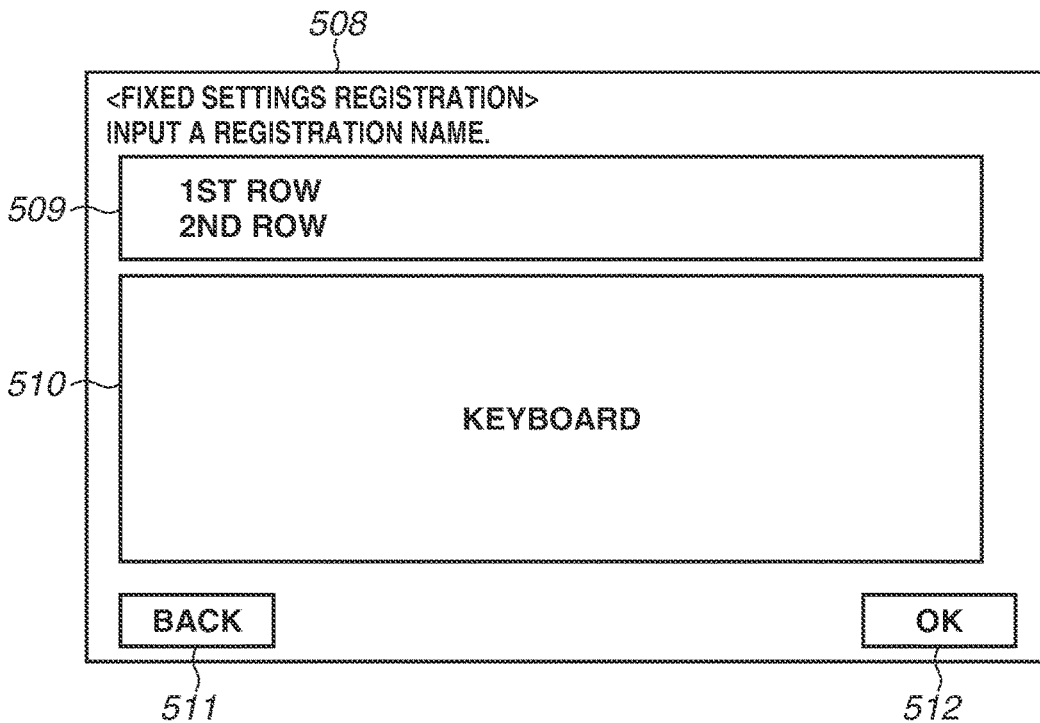 508
<FIXED SETTINGS REGISTRATION>
INPUT A REGISTRATION NAME.
509
1ST ROW
2ND ROW
510
KEYBOARD
BACK
OK
511
512